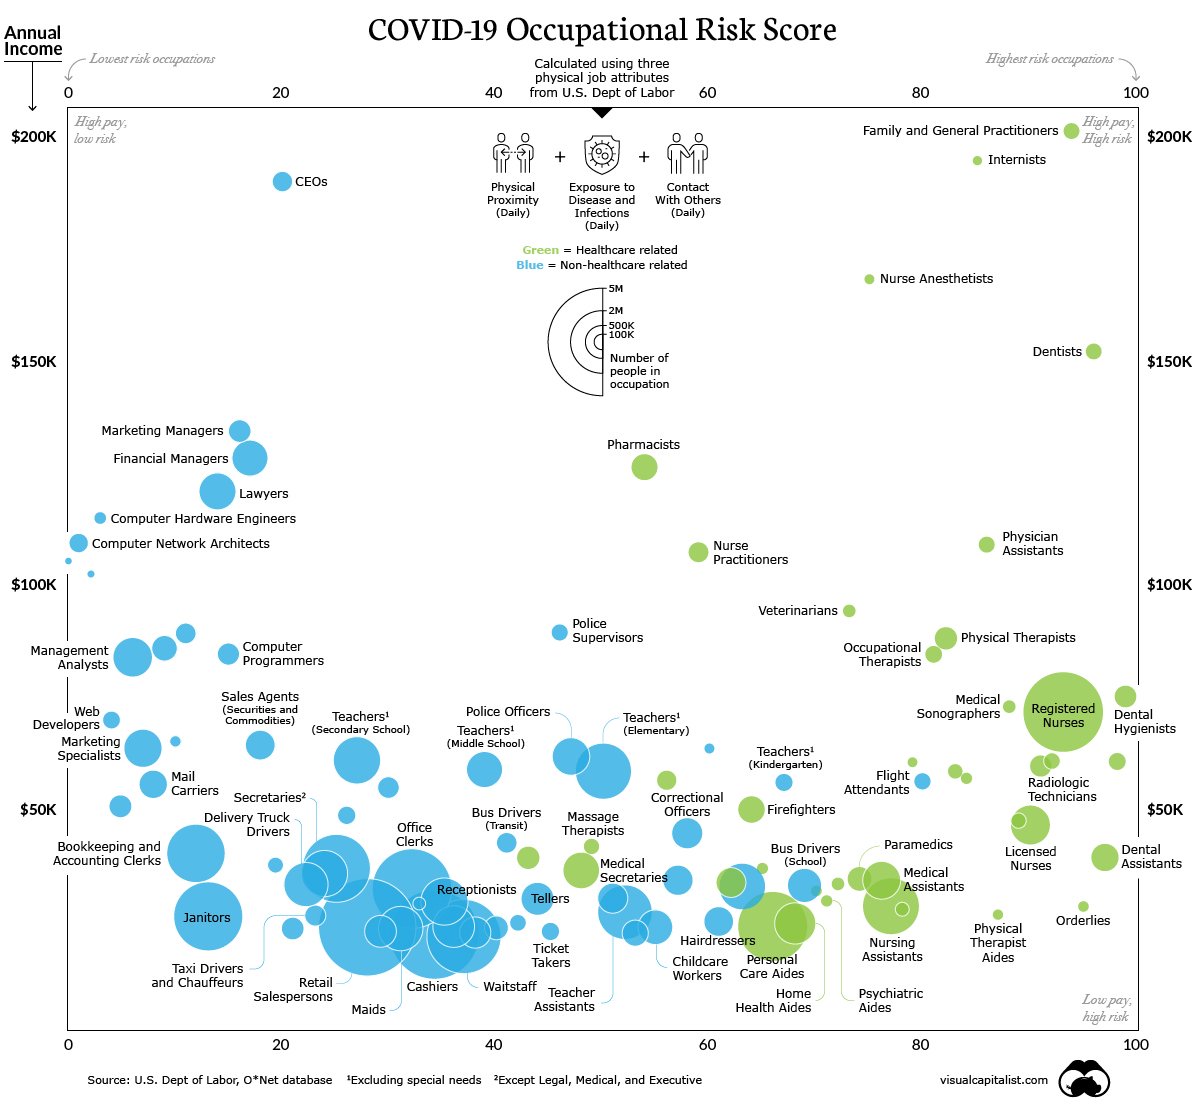 COVID-19 Occupational Risk Score
Annual
Income
Lowest risk occupations
Calculated using three
physical job attributes
from U.S. Dept of Labor
Highest risk occupations
0
20
40
60
80
100
High pay,
low risk
High pay,
High risk
$200K
$200K
Family and General Practitioners
Internists
CEOs
+
+
Physical
Proximity
(Daily)
Exposure to
Disease and
Infections
(Daily)
Contact
With Others
(Daily)
Green = Healthcare related
Blue = Non-healthcare related
Nurse Anesthetists
5M
2M
500K
100K
Number of
people in
occupation
Dentists
$150K
$150K
Marketing Managers
Financial Managers
Lawyers
Pharmacists
Computer Hardware Engineers
Computer Network Architects
Nurse
Practitioners
Physician
Assistants
$100K
$100K
Veterinarians
Police
Supervisors
Physical Therapists
Occupational
Therapists
Management
Analysts
Computer
Programmers
Sales Agents
(Securities and
Commodities)
Web
Developers
Marketing
Specialists
Mail
Carriers
Teachers¹
(Secondary School)
Police Officers
Teachers¹
(Middle School)
Teachers¹
(Elementary)
Medical
Sonographers
Registered
Nurses
Dental
Hygienists
Teachers¹
(Kindergarten)
Flight
Attendants
Radiologic
Technicians
$50K
$50K
Secretaries²
Delivery Truck
Drivers
Office
Clerks
Bus Drivers
(Transit)
Massage
Therapists
Correctional
Officers
Firefighters
Bookkeeping and
Accounting Clerks
Bus Drivers
(School)
Paramedics
Licensed
Nurses
Dental
Assistants
Medical
Secretaries
Medical
Assistants
Receptionists
Tellers
Janitors
Orderlies
Hairdressers
Physical
Therapist
Aides
Nursing
Assistants
Ticket
Takers
Childcare
Workers
Personal
Care Aides
Taxi Drivers
and Chauffeurs
Retail
Salespersons
Maids
Cashiers
Waitstaff
Teacher
Assistants
Home
Health Aides
Psychiatric
Aides
Low pay,
high risk
0
20
40
60
80
100
Source: U.S. Dept of Labor, O*Net database ¹Excluding special needs ²Except Legal, Medical, and Executive
visualcapitalist.com